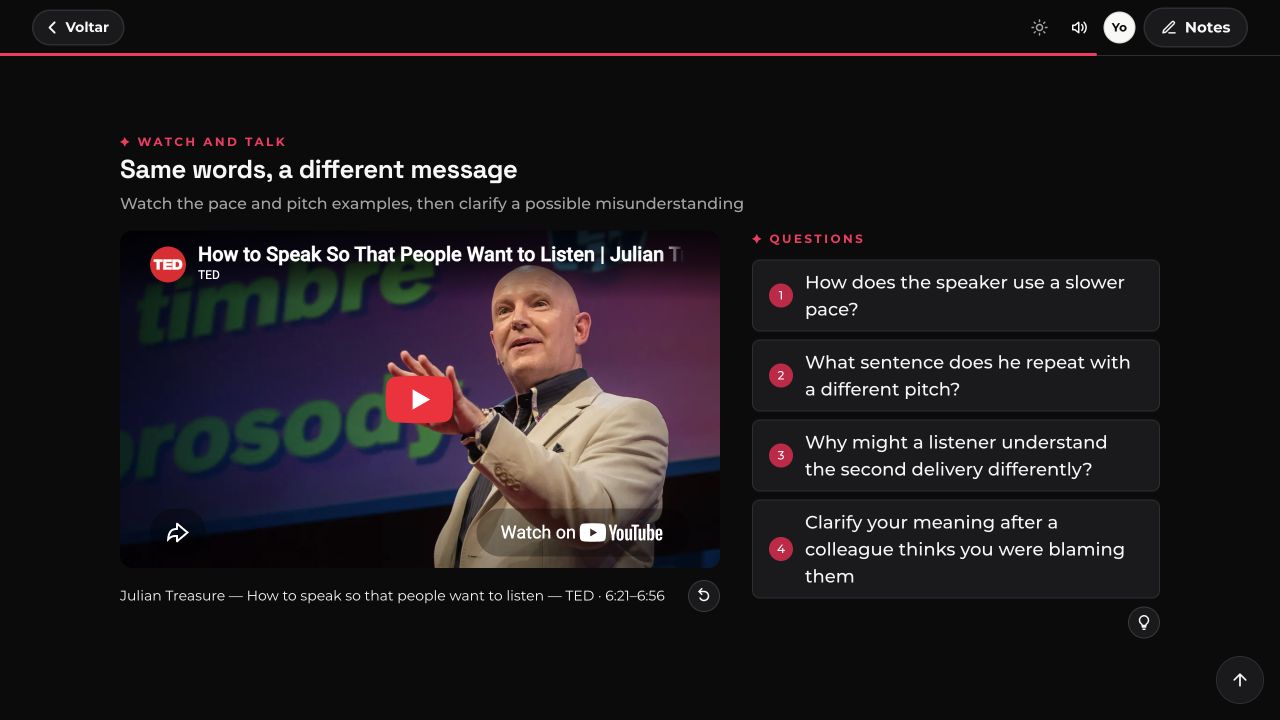 Voltar
Yo
Notes
WATCH AND TALK
Same words, a different message
Watch the pace and pitch examples, then clarify a possible misunderstanding
TED
How to Speak So That People Want to Listen | Julian T
TED
timbre
prosody
Watch on YouTube
Julian Treasure — How to speak so that people want to listen — TED · 6:21–6:56
QUESTIONS
1
How does the speaker use a slower
pace?
2
What sentence does he repeat with
a different pitch?
3
Why might a listener understand
the second delivery differently?
4
Clarify your meaning after a
colleague thinks you were blaming
them